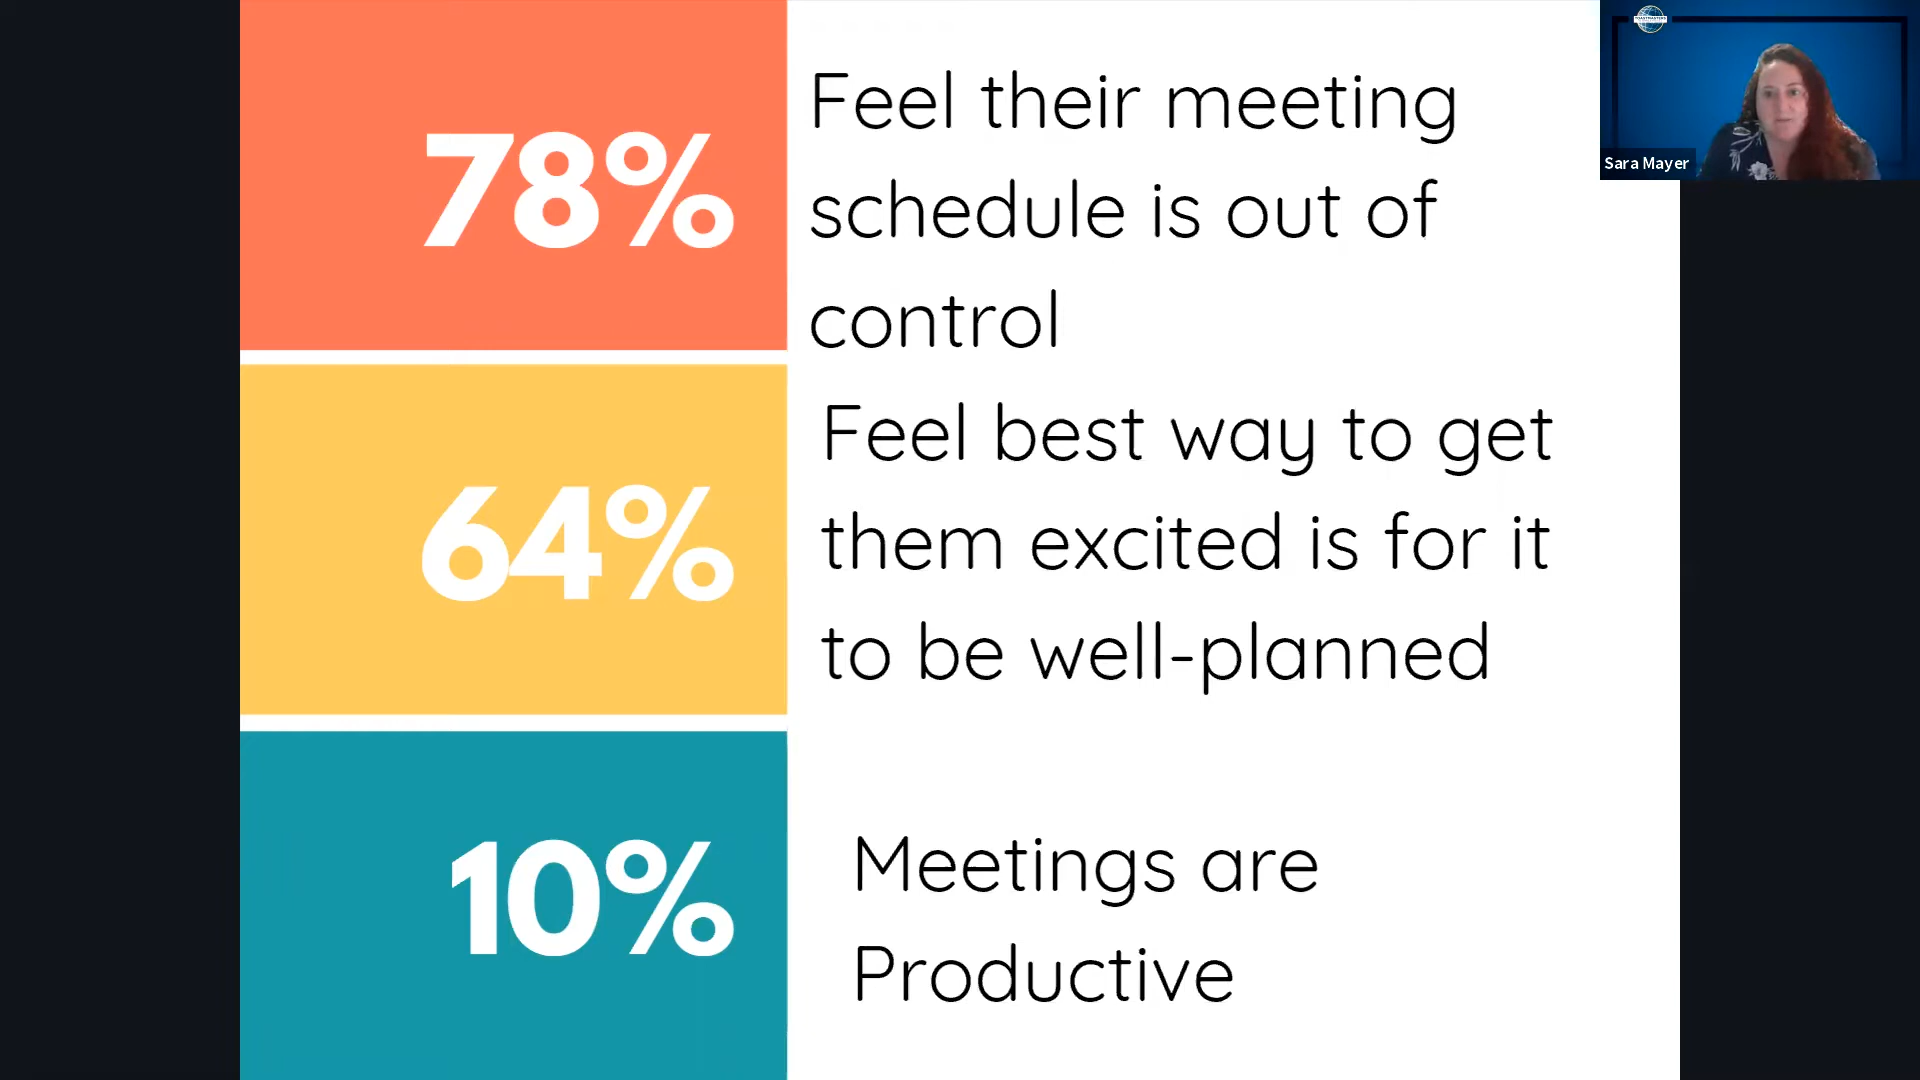 78%
Feel their meeting
schedule is out of
control
64%
Feel best way to get
them excited is for it
to be well-planned
10%
Meetings are
Productive
TOASTMASTERS
Sara Mayer